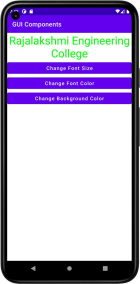 GUI Components
Rajalakshmi Engineering
College
Change Font Size
Change Font Color
Change Background Color